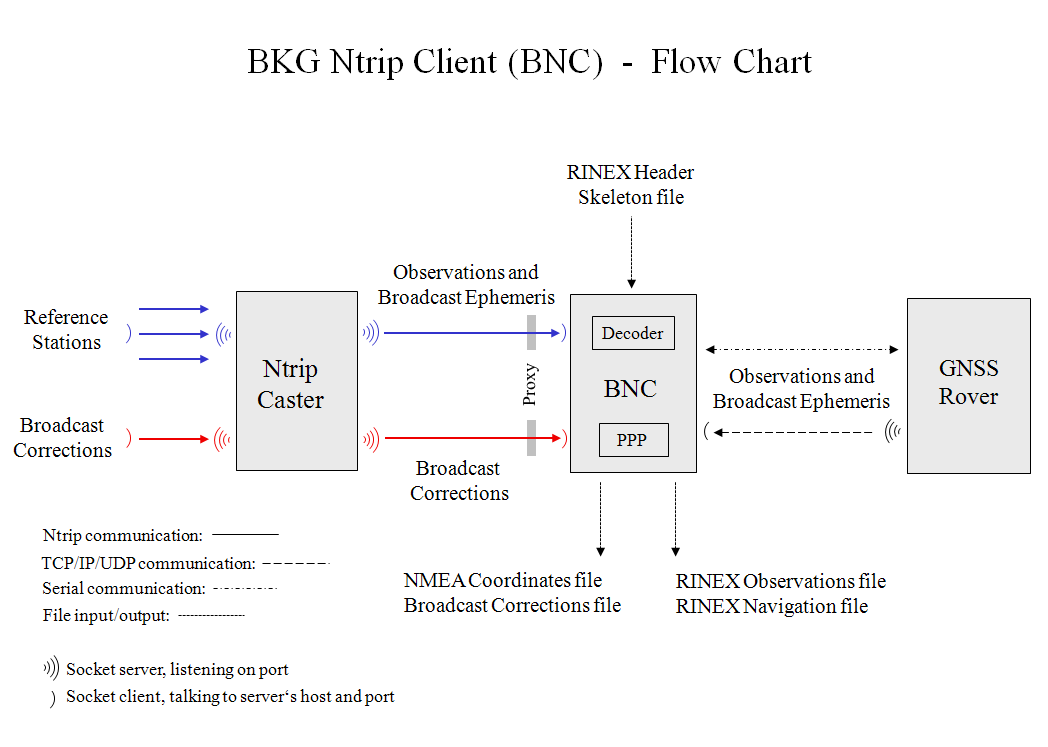 BKG Ntrip Client (BNC) - Flow Chart
RINEX Header
Skeleton file
Observations and
Broadcast Ephemeris
Reference
Stations
Ntrip
Caster
Proxy
Decoder
BNC
PPP
Observations and
Broadcast Ephemeris
GNSS
Rover
Broadcast
Corrections
Broadcast
Corrections
NMEA Coordinates file
Broadcast Corrections file
RINEX Observations file
RINEX Navigation file
Ntrip communication:
TCP/IP/UDP communication:
Serial communication:
File input/output:
Socket server, listening on port
Socket client, talking to server‘s host and port